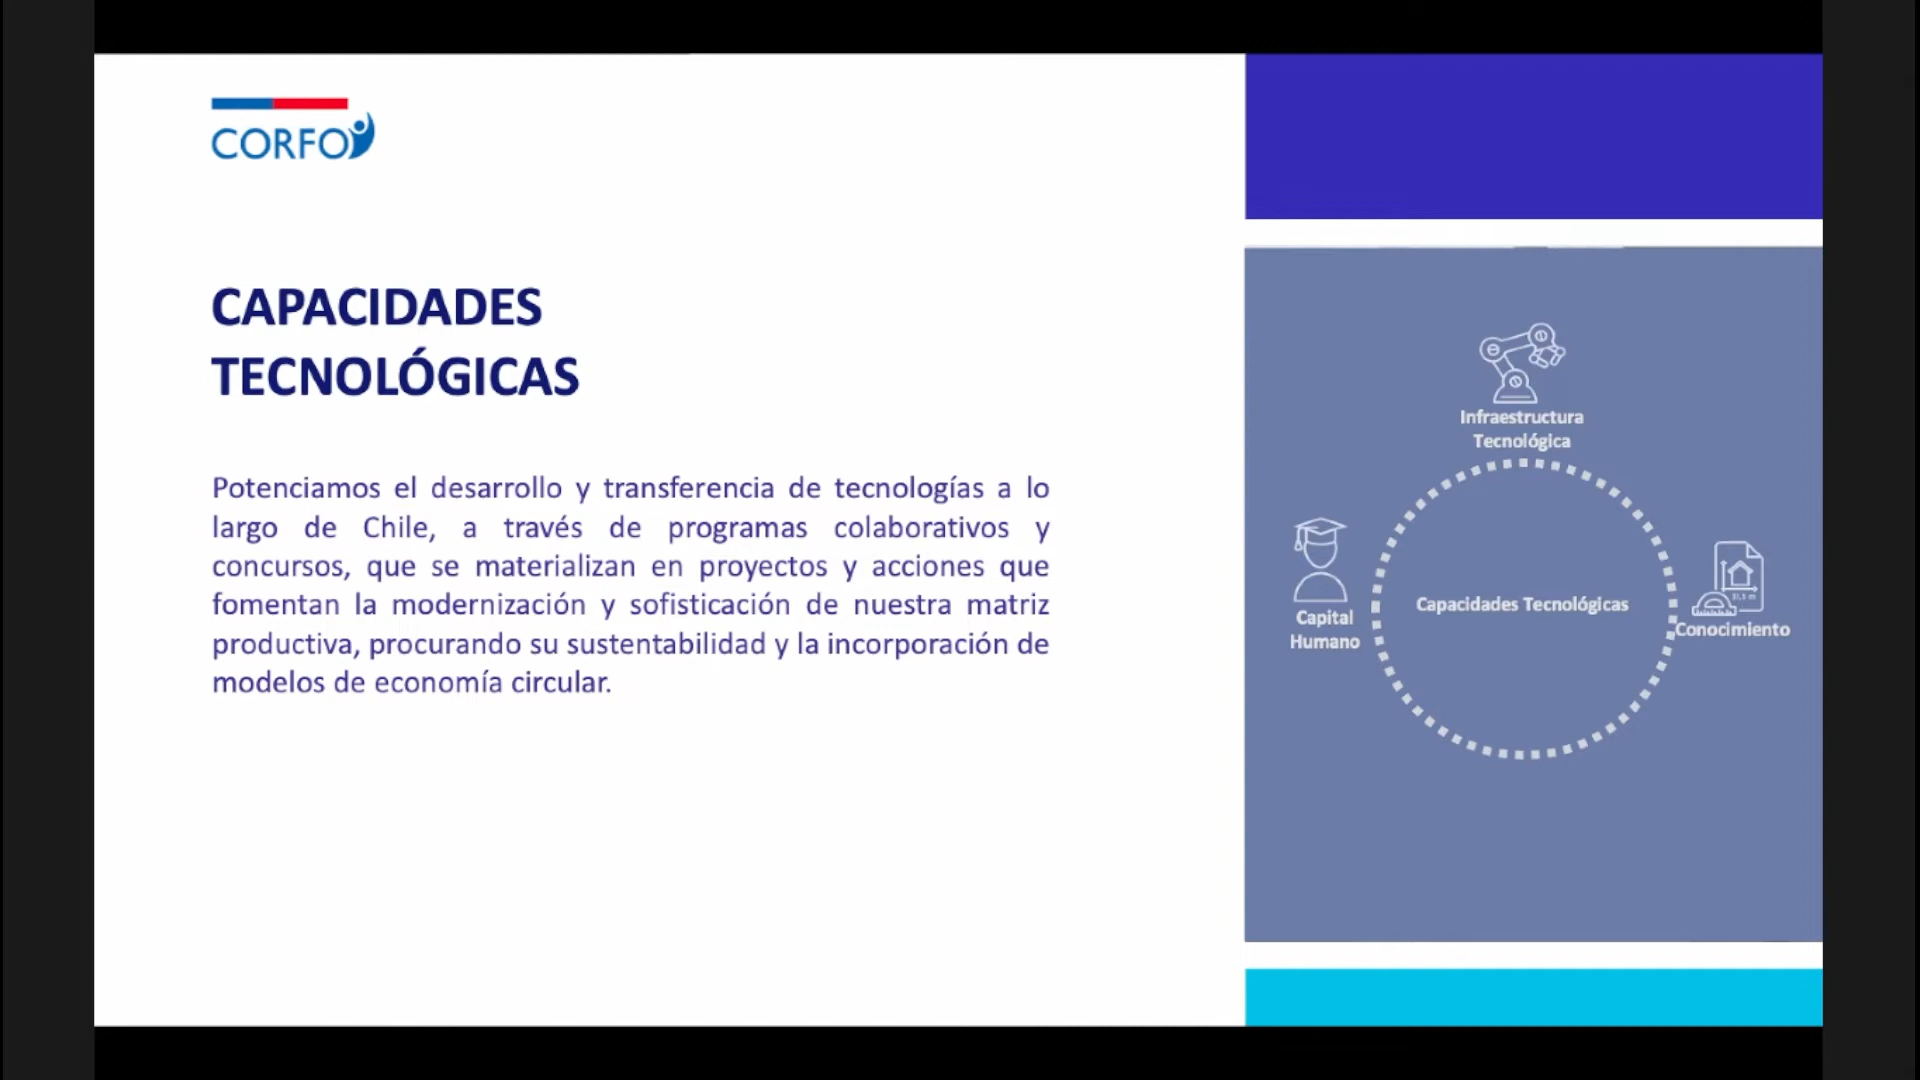 CORFO
CAPACIDADES
TECNOLÓGICAS
Potenciamos el desarrollo y transferencia de tecnologías a lo
largo de Chile, a través de programas colaborativos y
concursos, que se materializan en proyectos y acciones que
fomentan la modernización y sofisticación de nuestra matriz
productiva, procurando su sustentabilidad y la incorporación de
modelos de economía circular.
Infraestructura
Tecnológica
Capital
Humano
Capacidades Tecnológicas
Conocimiento